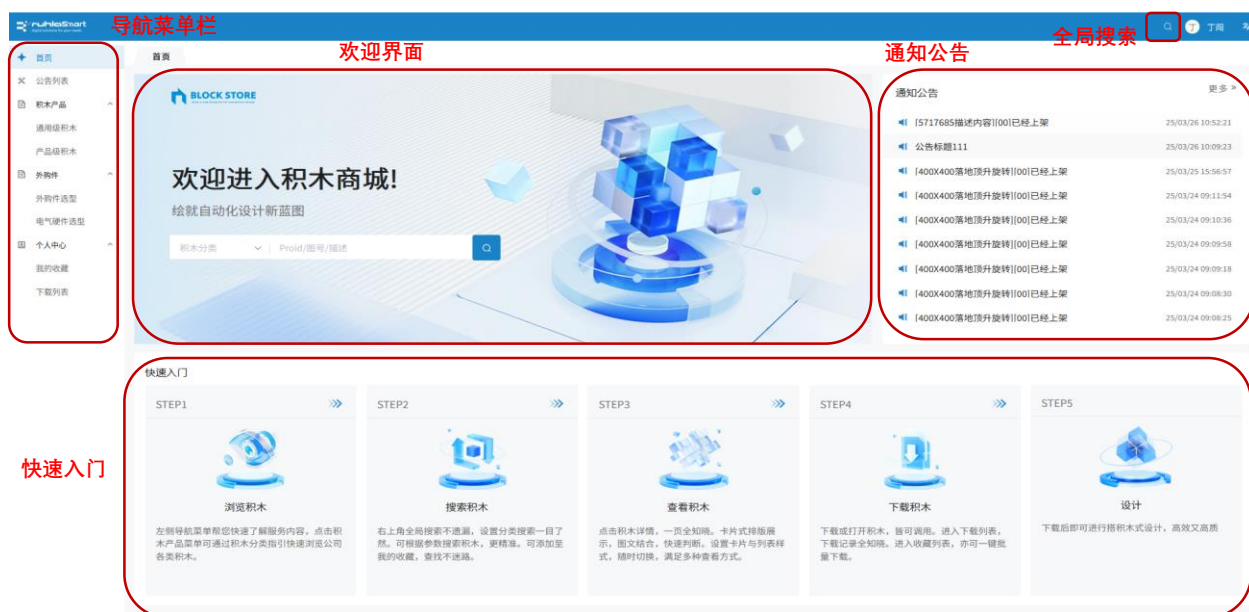 ruhlaSmart
导航菜单栏
全局搜索
丁
丁阎
首页
公告列表
积木产品
通用级积木
产品级积木
外购件
外购件选型
电气硬件选型
个人中心
我的收藏
下载列表
首页
欢迎界面
通知公告
BLOCK STORE
欢迎进入积木商城!
绘就自动化设计新蓝图
积木分类
Proid/图号/描述
通知公告
更多 »
[5717685描述内容][00]已经上架 25/03/26 10:52:21
公告标题111 25/03/26 10:09:23
[400X400落地顶升旋转][00]已经上架 25/03/25 15:56:57
[400X400落地顶升旋转][00]已经上架 25/03/24 09:11:54
[400X400落地顶升旋转][00]已经上架 25/03/24 09:10:36
[400X400落地顶升旋转][00]已经上架 25/03/24 09:09:58
[400X400落地顶升旋转][00]已经上架 25/03/24 09:09:18
[400X400落地顶升旋转][00]已经上架 25/03/24 09:08:30
[400X400落地顶升旋转][00]已经上架 25/03/24 09:08:25
快速入门
快速入门
STEP1
浏览积木
左侧导航菜单帮您快速了解服务内容，点击积
木产品菜单可通过积木分类指引快速浏览公司
各类积木。
STEP2
搜索积木
右上角全局搜索不遗漏，设置分类搜索一目了
然。可根据参数搜索积木，更精准。可添加至
我的收藏，查找不迷路。
STEP3
查看积木
点击积木详情，一页全知晓。卡片式排版展
示，图文结合，快速判断。设置卡片与列表样
式，随时切换，满足多种查看方式。
STEP4
下载积木
下载或打开积木，皆可调用。进入下载列表，
下载记录全知晓。进入收藏列表，亦可一键批
量下载。
STEP5
设计
下载后即可进行搭积木式设计，高效又高质